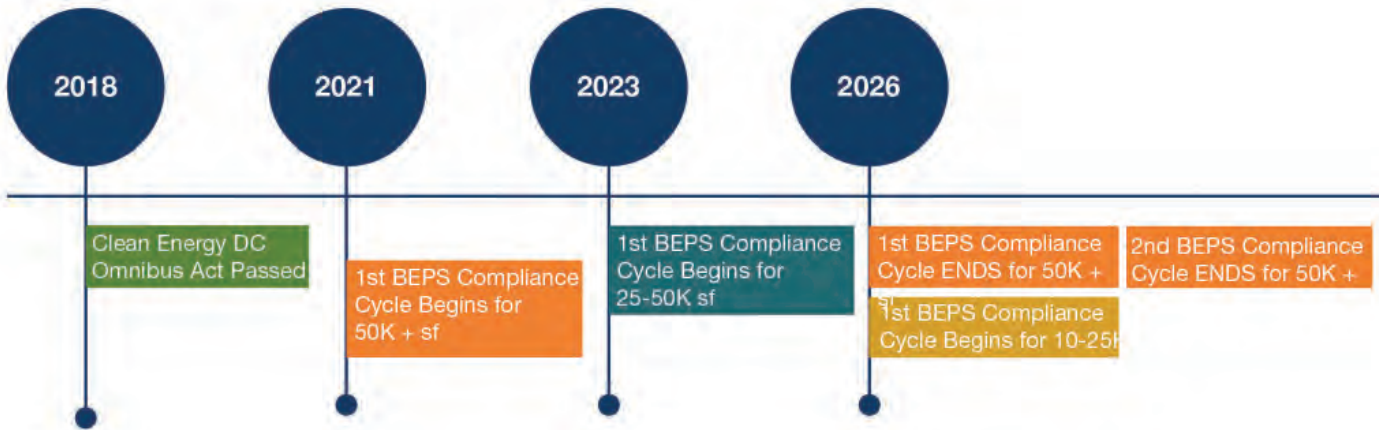 2018
2021
2023
2026
Clean Energy DC
Omnibus Act Passed
1st BEPS Compliance
Cycle Begins for
50K + sf
1st BEPS Compliance
Cycle Begins for
25-50K sf
1st BEPS Compliance
Cycle ENDS for 50K +
sf
1st BEPS Compliance
Cycle Begins for 10-25K
2nd BEPS Compliance
Cycle ENDS for 50K +